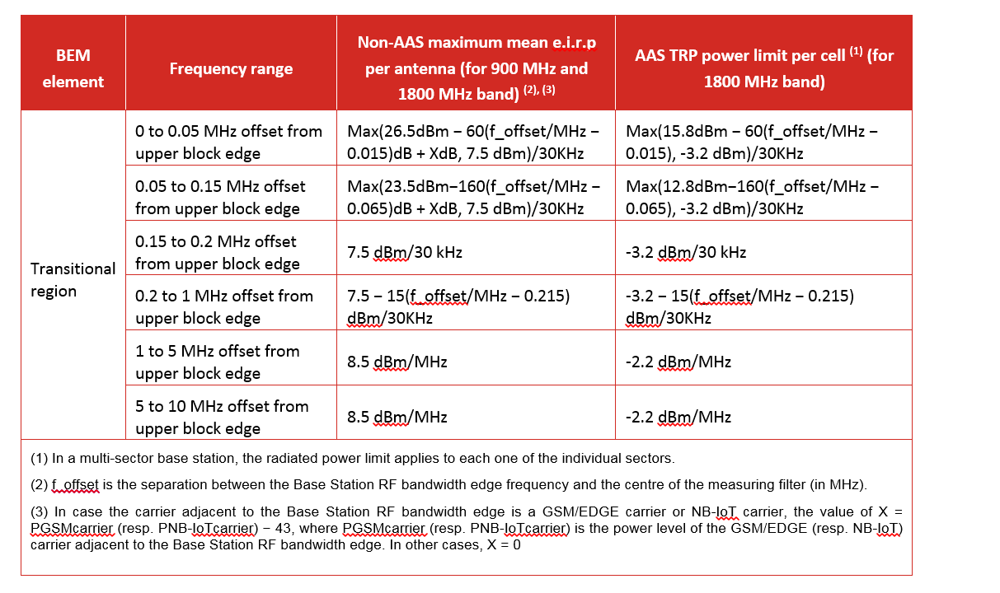 BEM
element
Frequency range
Non-AAS maximum mean e.i.r.p
per antenna (for 900 MHz and
1800 MHz band) (2), (3)
AAS TRP power limit per cell (1) (for
1800 MHz band)
Transitional
region
0 to 0.05 MHz offset from
upper block edge
Max(26.5dBm − 60(f_offset/MHz −
0.015)dB + XdB, 7.5 dBm)/30KHz
Max(15.8dBm − 60(f_offset/MHz −
0.015), -3.2 dBm)/30KHz
0.05 to 0.15 MHz offset
from upper block edge
Max(23.5dBm−160(f_offset/MHz −
0.065)dB + XdB, 7.5 dBm)/30KHz
Max(12.8dBm−160(f_offset/MHz −
0.065), -3.2 dBm)/30KHz
0.15 to 0.2 MHz offset
from upper block edge
7.5 dBm/30 kHz
-3.2 dBm/30 kHz
0.2 to 1 MHz offset from
upper block edge
7.5 − 15(f_offset/MHz − 0.215)
dBm/30KHz
-3.2 − 15(f_offset/MHz − 0.215)
dBm/30KHz
1 to 5 MHz offset from
upper block edge
8.5 dBm/MHz
-2.2 dBm/MHz
5 to 10 MHz offset from
upper block edge
8.5 dBm/MHz
-2.2 dBm/MHz
(1) In a multi-sector base station, the radiated power limit applies to each one of the individual sectors.
(2) f_offset is the separation between the Base Station RF bandwidth edge frequency and the centre of the measuring filter (in MHz).
(3) In case the carrier adjacent to the Base Station RF bandwidth edge is a GSM/EDGE carrier or NB-IoT carrier, the value of X =
PGSMcarrier (resp. PNB-IoTcarrier) − 43, where PGSMcarrier (resp. PNB-IoTcarrier) is the power level of the GSM/EDGE (resp. NB-IoT)
carrier adjacent to the Base Station RF bandwidth edge. In other cases, X = 0